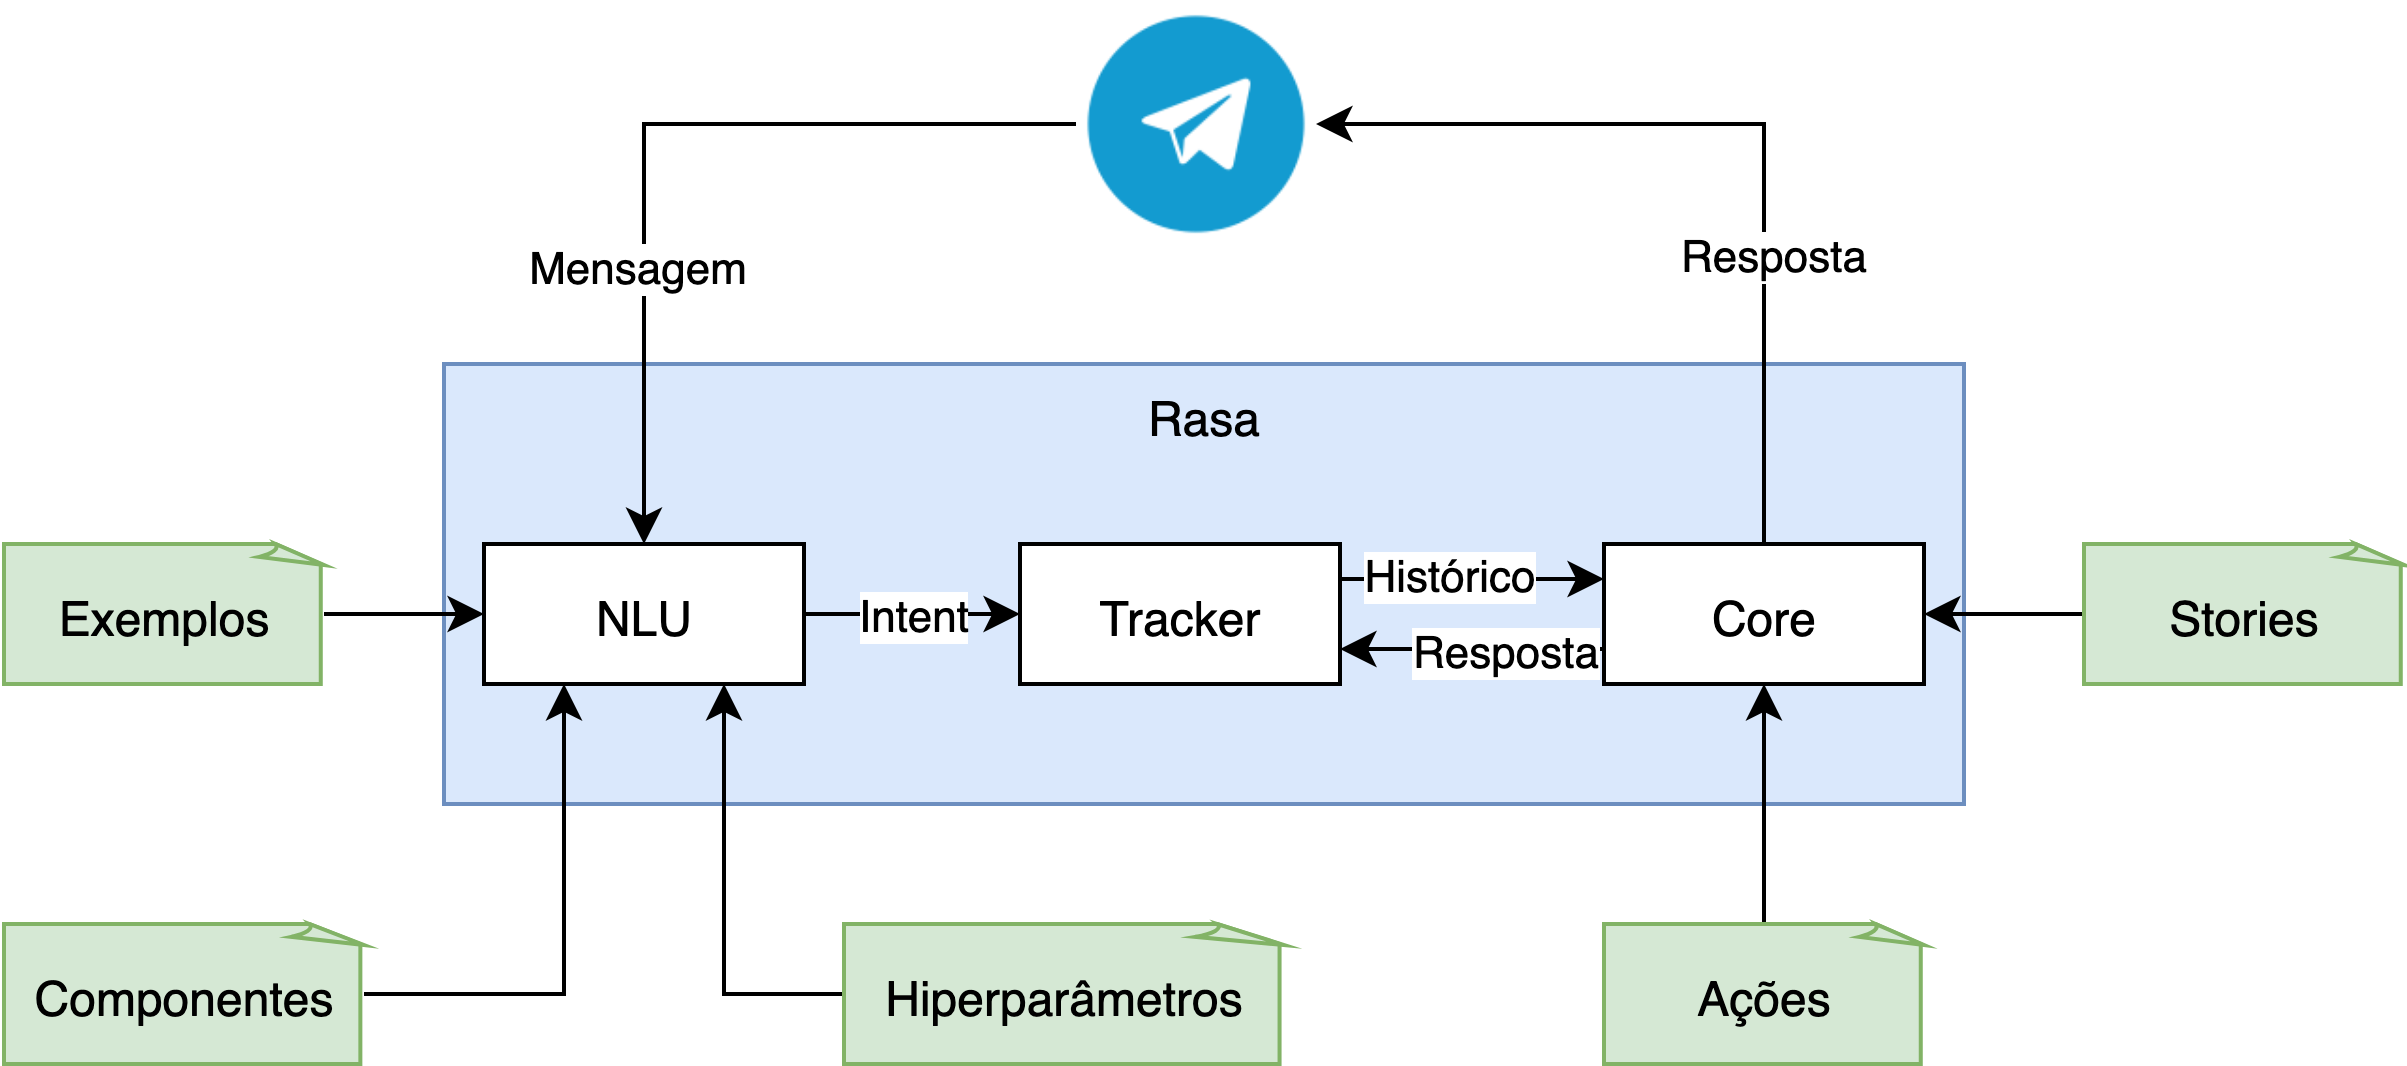 Mensagem
Resposta
Rasa
Exemplos
NLU
Intent
Tracker
Histórico
Resposta
Core
Stories
Componentes
Hiperparâmetros
Ações